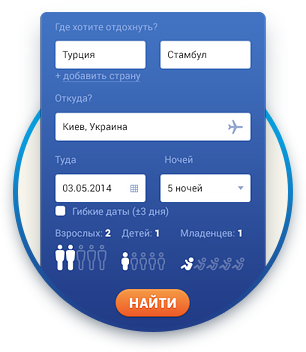 Где хотите отдохнуть?
Турция Стамбул
+ добавить страну
Откуда?
Киев, Украина
Туда Ночей
03.05.2014 5 ночей
Гибкие даты (±3 дня)
Взрослых: 2 Детей: 1 Младенцев: 1
НАЙТИ